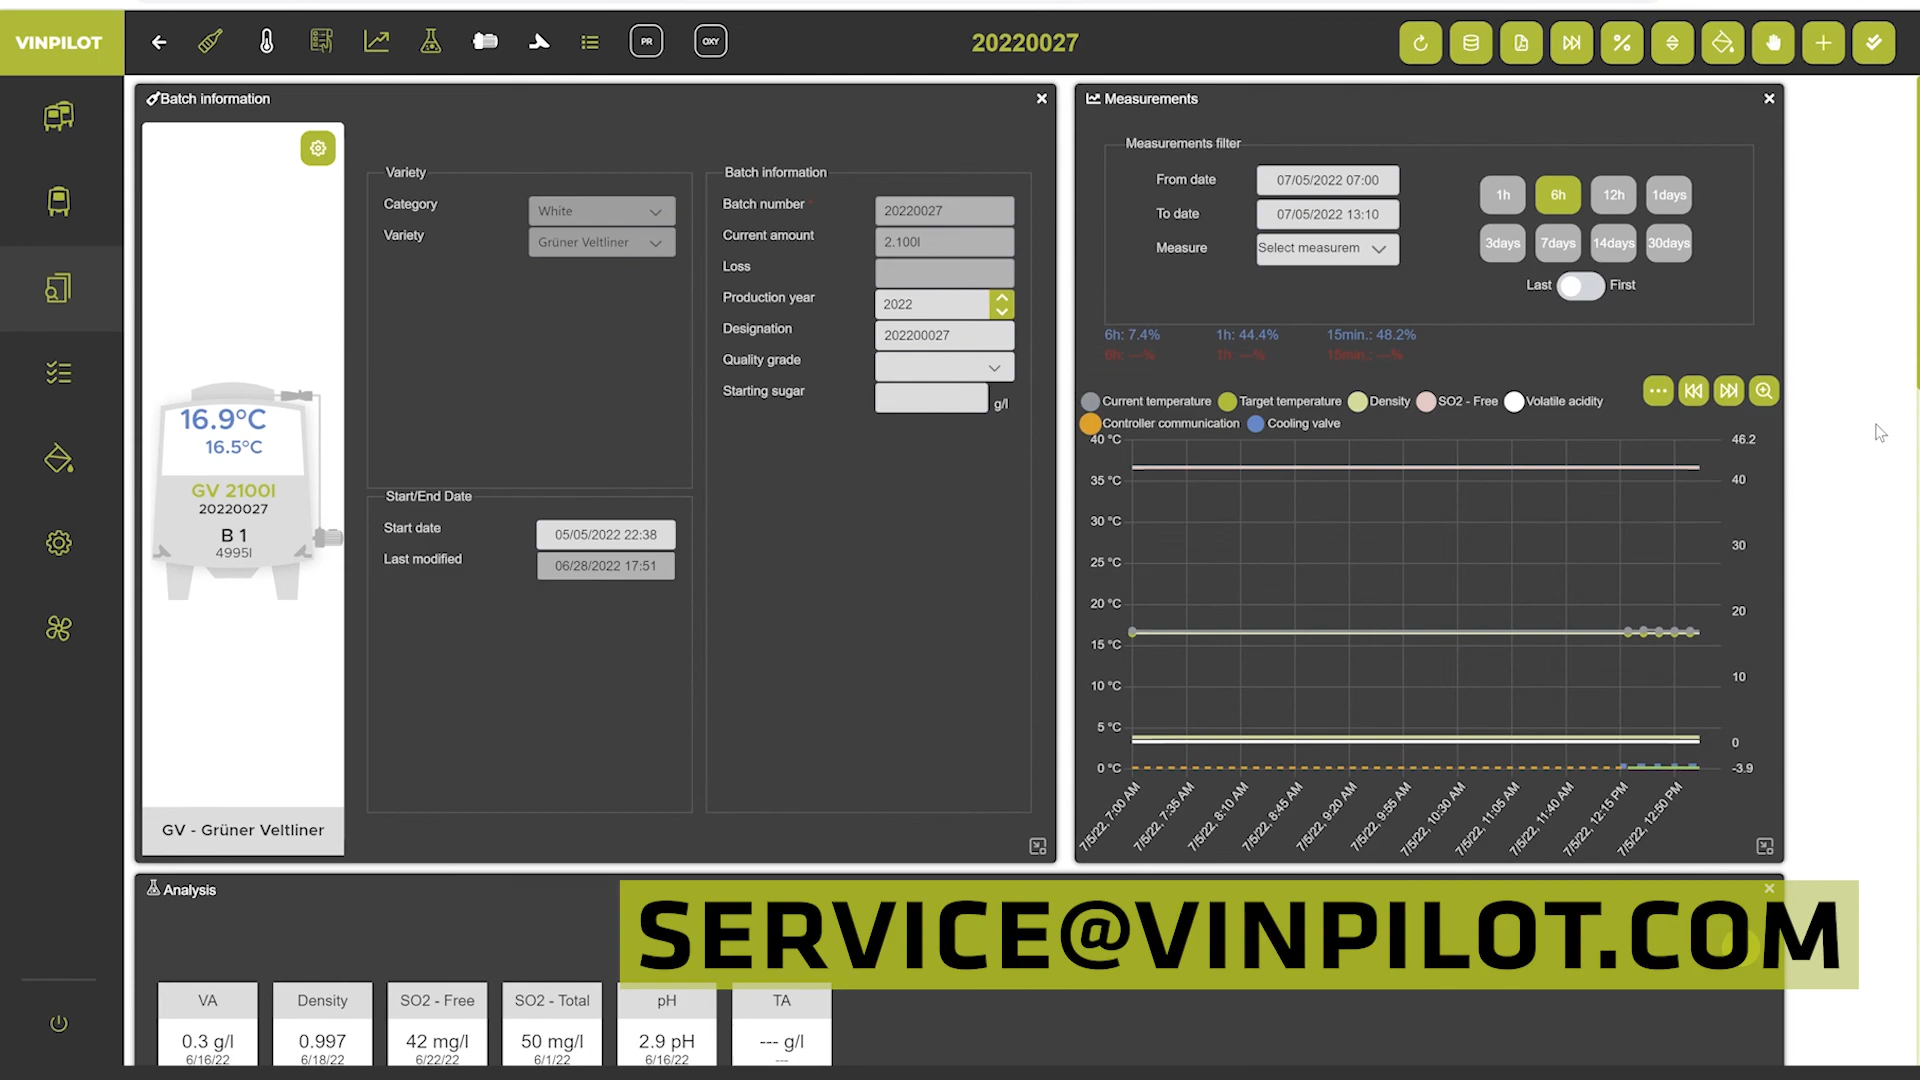 VINPILOT
PR
OXY
20220027
Batch information
16.9°C
16.5°C
GV 2100l
20220027
B 1
4995l
GV - Grüner Veltliner
Variety
Category
White
Variety
Grüner Veltliner
Start/End Date
Start date
05/05/2022 22:38
Last modified
06/28/2022 17:51
Batch information
Batch number
20220027
Current amount
2.100l
Loss
Production year
2022
Designation
202200027
Quality grade
Starting sugar
g/l
Measurements
Measurements filter
From date
07/05/2022 07:00
To date
07/05/2022 13:10
Measure
Select measurem
1h 6h 12h 1days
3days 7days 14days 30days
Last First
6h: 7.4% 1h: 44.4% 15min.: 48.2%
6h: ---% 1h: ---% 15min.: ---%
Current temperature Target temperature Density SO2 - Free Volatile acidity
Controller communication Cooling valve
40 °C 46.2
35 °C 40
30 °C
25 °C 30
20 °C 20
15 °C
10 °C 10
5 °C 0
0 °C -3.9
7/5/22, 7:00 AM
7/5/22, 7:35 AM
7/5/22, 8:10 AM
7/5/22, 8:45 AM
7/5/22, 9:20 AM
7/5/22, 9:55 AM
7/5/22, 10:30 AM
7/5/22, 11:05 AM
7/5/22, 11:40 AM
7/5/22, 12:15 PM
7/5/22, 12:50 PM
Analysis
SERVICE@VINPILOT.COM
VA Density SO2 - Free SO2 - Total pH TA
0.3 g/l 0.997 42 mg/l 50 mg/l 2.9 pH --- g/l
6/16/22 6/18/22 6/22/22 6/1/22 6/16/22 ---